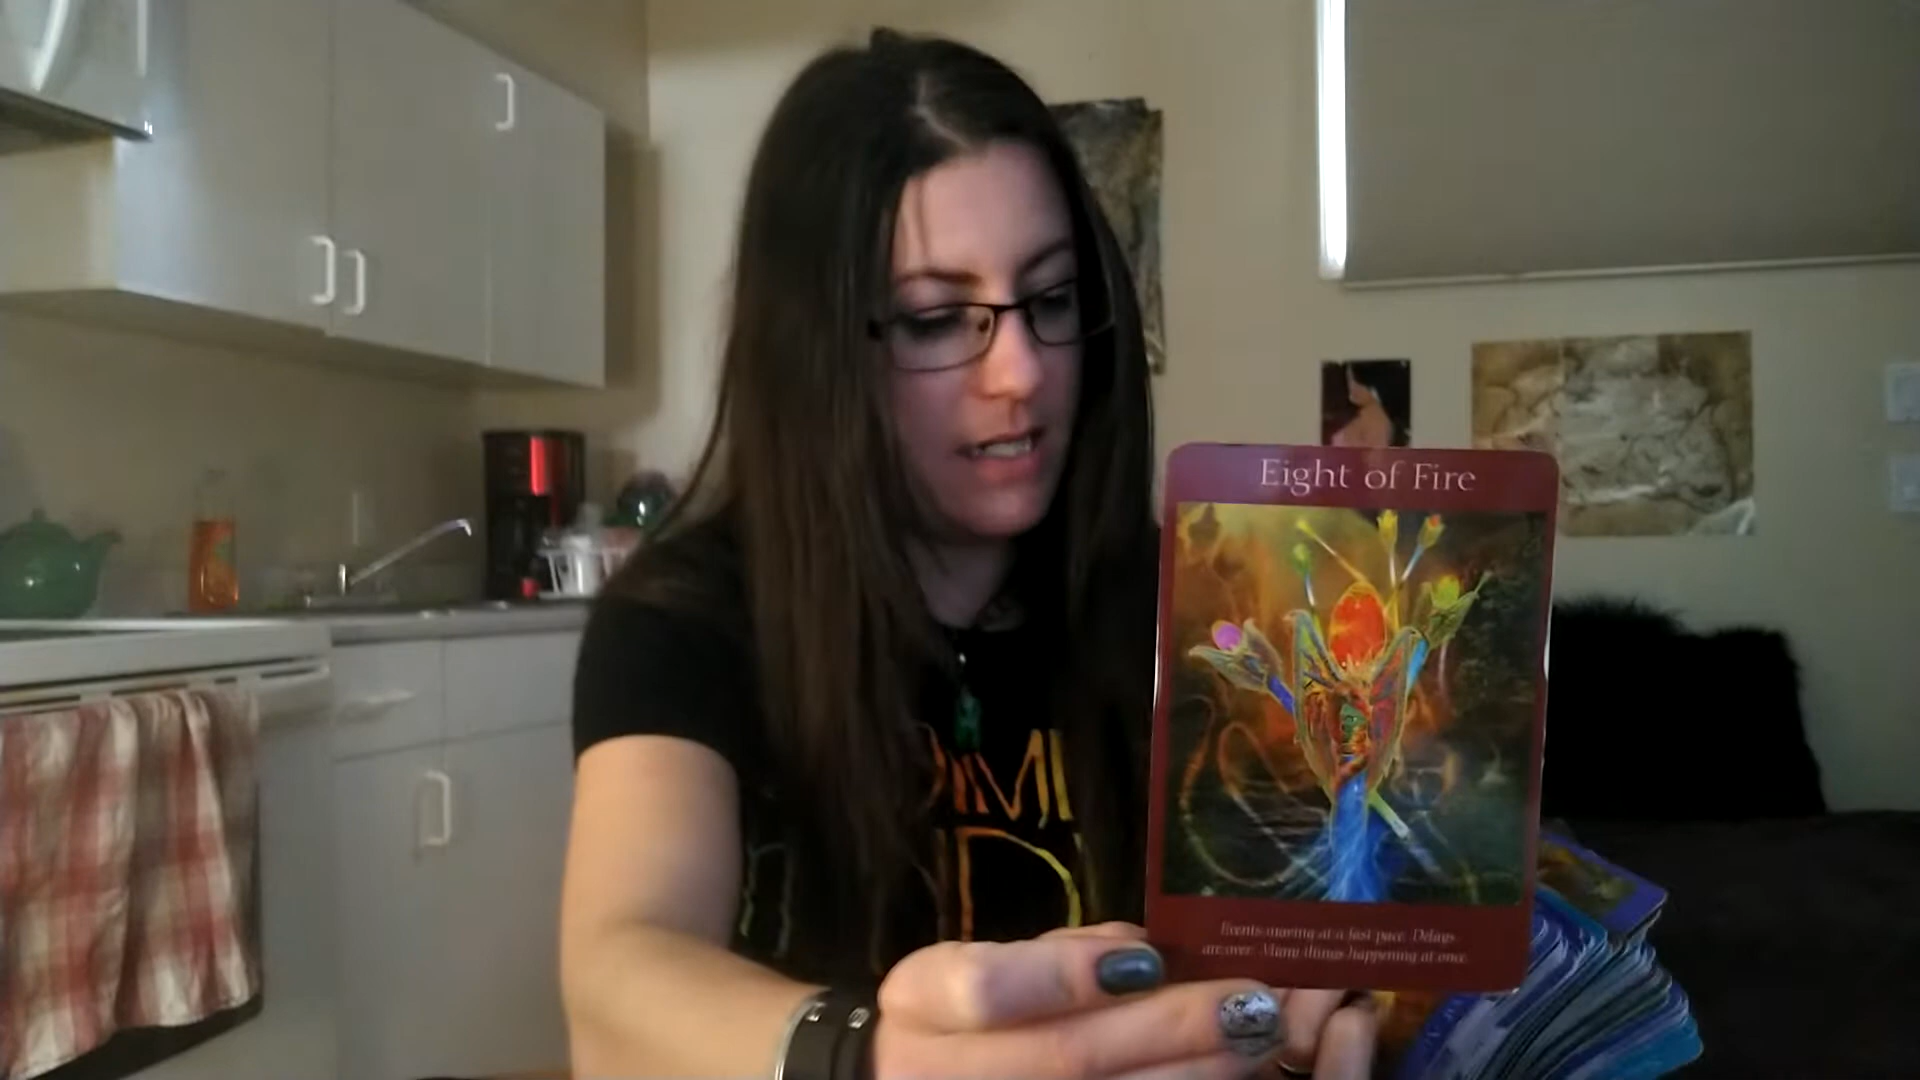 Eight of Fire
Events moving at a fast pace. Delays
are over. Many things happening at once.